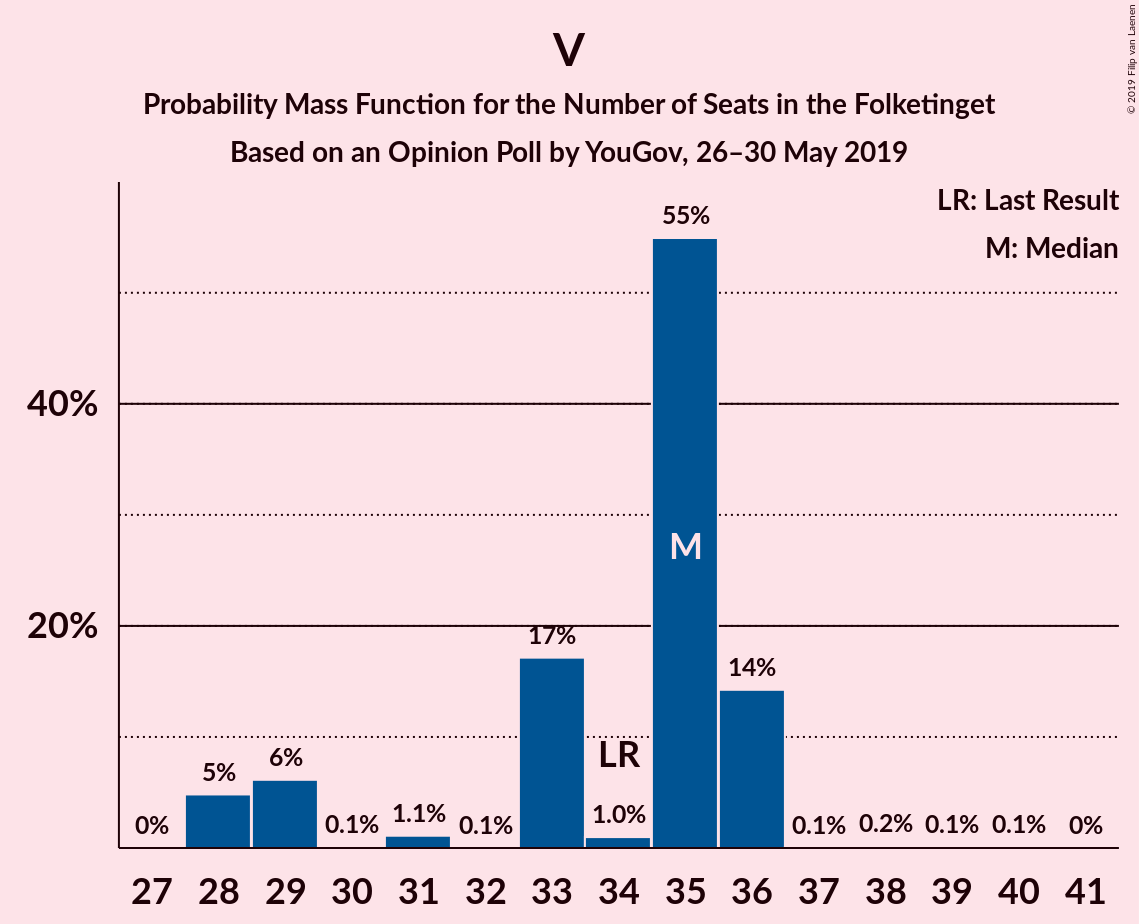 V
Probability Mass Function for the Number of Seats in the Folketinget
Based on an Opinion Poll by YouGov, 26–30 May 2019
© 2019 Filip van Laenen
LR: Last Result
M: Median
55%
40%
M
20%
17%
14%
LR
5%
6%
0%
0.1%
1.1%
0.1%
1.0%
0.1%
0.2%
0.1%
0.1%
0%
27 28 29 30 31 32 33 34 35 36 37 38 39 40 41